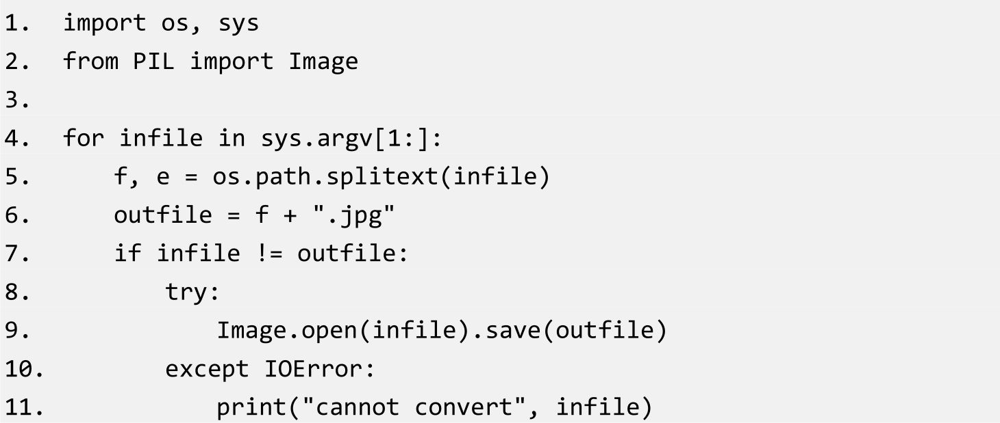 1. import os, sys
2. from PIL import Image
3.
4. for infile in sys.argv[1:]:
5.     f, e = os.path.splitext(infile)
6.     outfile = f + ".jpg"
7.     if infile != outfile:
8.         try:
9.             Image.open(infile).save(outfile)
10.         except IOError:
11.             print("cannot convert", infile)